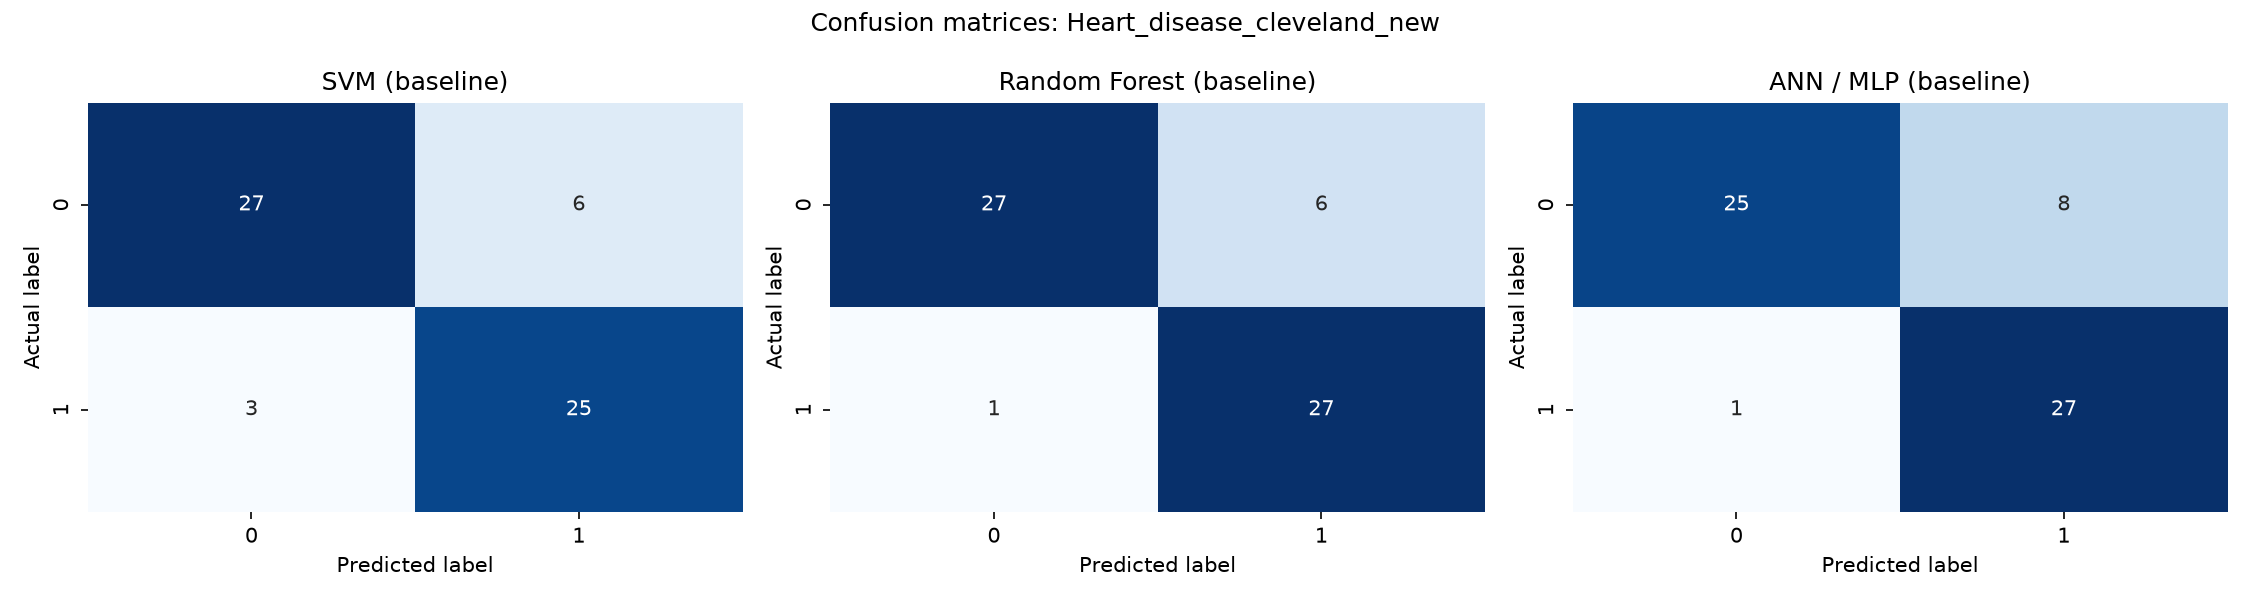 Confusion matrices: Heart_disease_cleveland_new
SVM (baseline)
Actual label
0
1
27
6
3
25
0
1
Predicted label
Random Forest (baseline)
Actual label
0
1
27
6
1
27
0
1
Predicted label
ANN / MLP (baseline)
Actual label
0
1
25
8
1
27
0
1
Predicted label